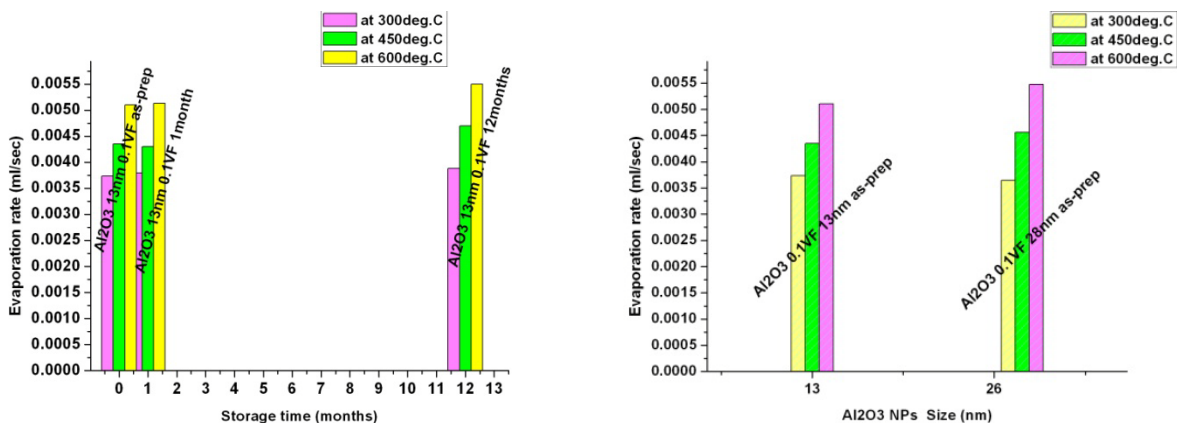 at 300deg.C
at 450deg.C
at 600deg.C
0.0055
0.0050
0.0045
0.0040
0.0035
0.0030
0.0025
0.0020
0.0015
0.0010
0.0005
0.0000
Evaporation rate (ml/sec)
Al2O3 13nm 0.1VF as-prep
Al2O3 13nm 0.1VF 1month
Al2O3 13nm 0.1VF 12months
0 1 2 3 4 5 6 7 8 9 10 11 12 13
Storage time (months)
at 300deg.C
at 450deg.C
at 600deg.C
0.0055
0.0050
0.0045
0.0040
0.0035
0.0030
0.0025
0.0020
0.0015
0.0010
0.0005
0.0000
Evaporation rate (ml/sec)
Al2O3 0.1VF 13nm as-prep
Al2O3 0.1VF 28nm as-prep
13 26
Al2O3 NPs Size (nm)